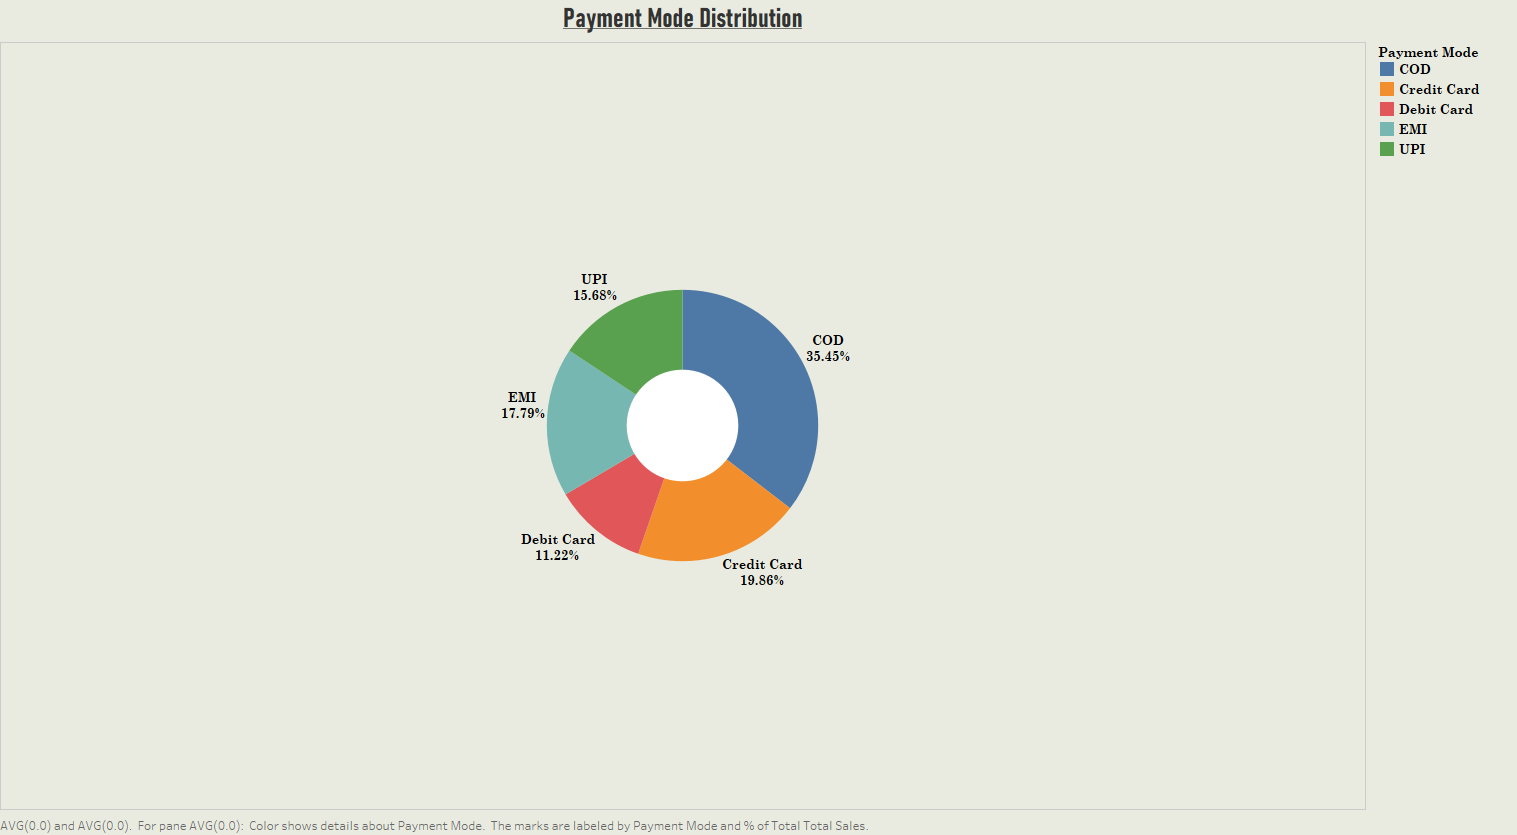 Payment Mode Distribution
Payment Mode
COD
Credit Card
Debit Card
EMI
UPI
UPI
15.68%
COD
35.45%
EMI
17.79%
Debit Card
11.22%
Credit Card
19.86%
AVG(0.0) and AVG(0.0).  For pane AVG(0.0):  Color shows details about Payment Mode.  The marks are labeled by Payment Mode and % of Total Total Sales.